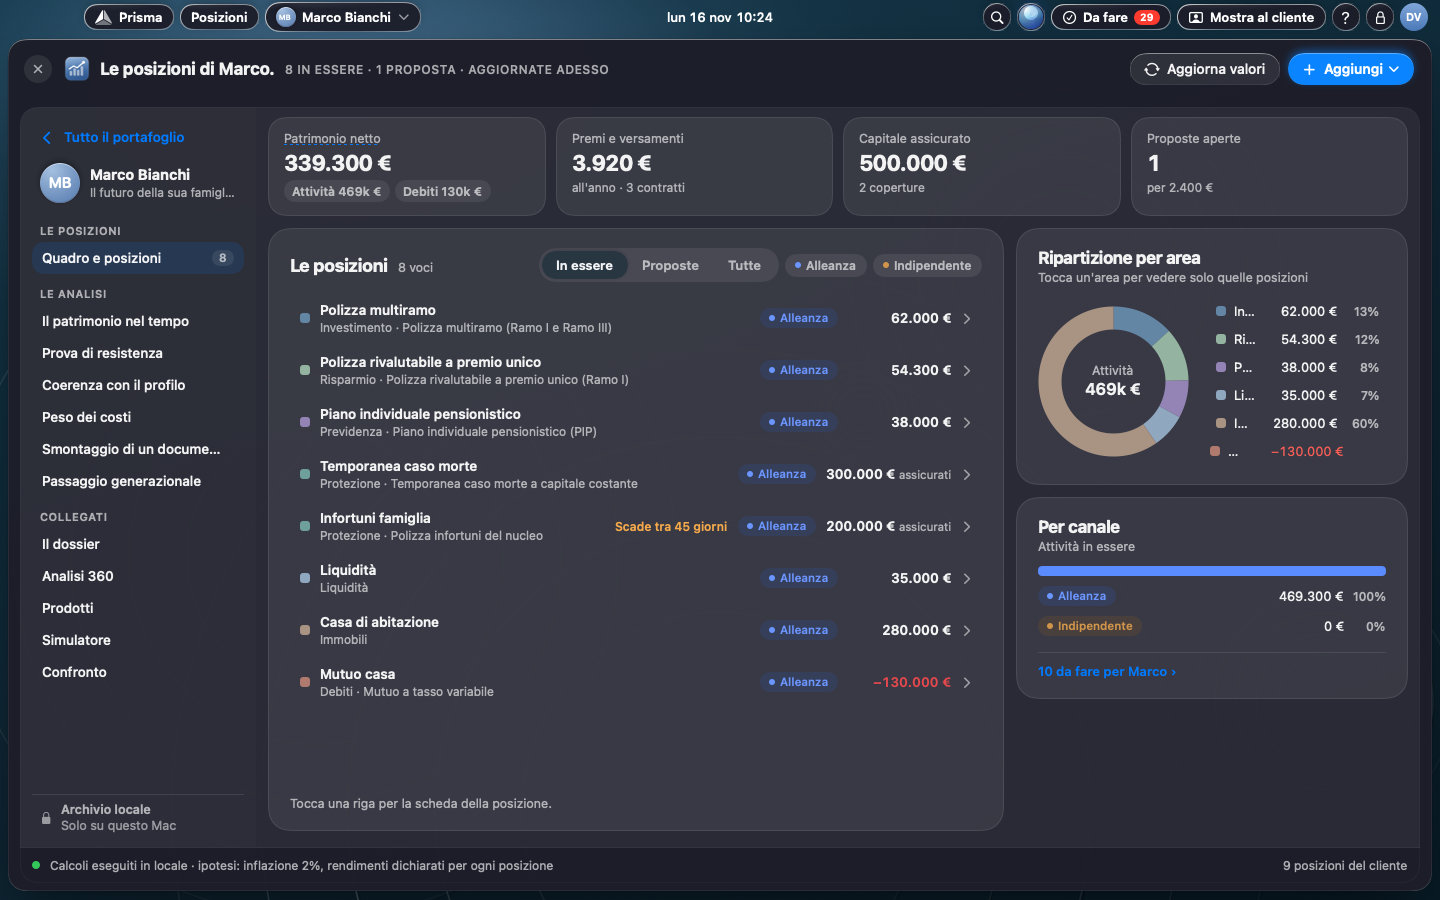 Prisma
Posizioni
MB Marco Bianchi
lun 16 nov 10:24
Da fare 29
Mostra al cliente
?
DV
Le posizioni di Marco.
8 IN ESSERE · 1 PROPOSTA · AGGIORNATE ADESSO
Aggiorna valori
+ Aggiungi
Tutto il portafoglio
MB
Marco Bianchi
Il futuro della sua famigl...
LE POSIZIONI
Quadro e posizioni 8
LE ANALISI
Il patrimonio nel tempo
Prova di resistenza
Coerenza con il profilo
Peso dei costi
Smontaggio di un docume...
Passaggio generazionale
COLLEGATI
Il dossier
Analisi 360
Prodotti
Simulatore
Confronto
Archivio locale
Solo su questo Mac
Patrimonio netto
339.300 €
Attività 469k € Debiti 130k €
Premi e versamenti
3.920 €
all'anno · 3 contratti
Capitale assicurato
500.000 €
2 coperture
Proposte aperte
1
per 2.400 €
Le posizioni 8 voci
In essere Proposte Tutte
Alleanza Indipendente
Polizza multiramo
Investimento · Polizza multiramo (Ramo I e Ramo III)
Alleanza 62.000 €
Polizza rivalutabile a premio unico
Risparmio · Polizza rivalutabile a premio unico (Ramo I)
Alleanza 54.300 €
Piano individuale pensionistico
Previdenza · Piano individuale pensionistico (PIP)
Alleanza 38.000 €
Temporanea caso morte
Protezione · Temporanea caso morte a capitale costante
Alleanza 300.000 € assicurati
Infortuni famiglia
Protezione · Polizza infortuni del nucleo
Scade tra 45 giorni Alleanza 200.000 € assicurati
Liquidità
Liquidità
Alleanza 35.000 €
Casa di abitazione
Immobili
Alleanza 280.000 €
Mutuo casa
Debiti · Mutuo a tasso variabile
Alleanza −130.000 €
Tocca una riga per la scheda della posizione.
Ripartizione per area
Tocca un'area per vedere solo quelle posizioni
Attività
469k €
In... 62.000 € 13%
Ri... 54.300 € 12%
P... 38.000 € 8%
Li... 35.000 € 7%
I... 280.000 € 60%
... −130.000 €
Per canale
Attività in essere
Alleanza 469.300 € 100%
Indipendente 0 € 0%
10 da fare per Marco ›
Calcoli eseguiti in locale · ipotesi: inflazione 2%, rendimenti dichiarati per ogni posizione
9 posizioni del cliente